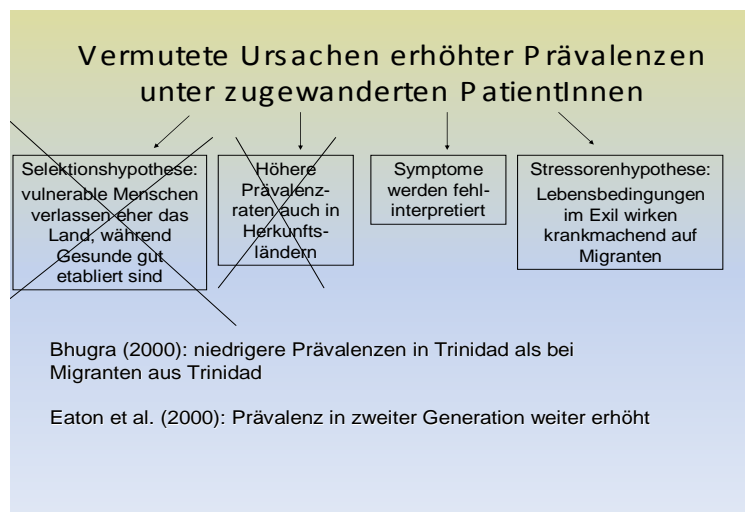 Vermutete Ursachen erhöhter Prävalenzen
unter zugewanderten PatientInnen
Selektionshypothese:
vulnerable Menschen
verlassen eher das
Land, während
Gesunde gut
etabliert sind
Höhere
Prävalenz-
raten auch in
Herkunfts-
ländern
Symptome
werden fehl-
interpretiert
Stressorenhypothese:
Lebensbedingungen
im Exil wirken
krankmachend auf
Migranten
Bhugra (2000): niedrigere Prävalenzen in Trinidad als bei
Migranten aus Trinidad
Eaton et al. (2000): Prävalenz in zweiter Generation weiter erhöht